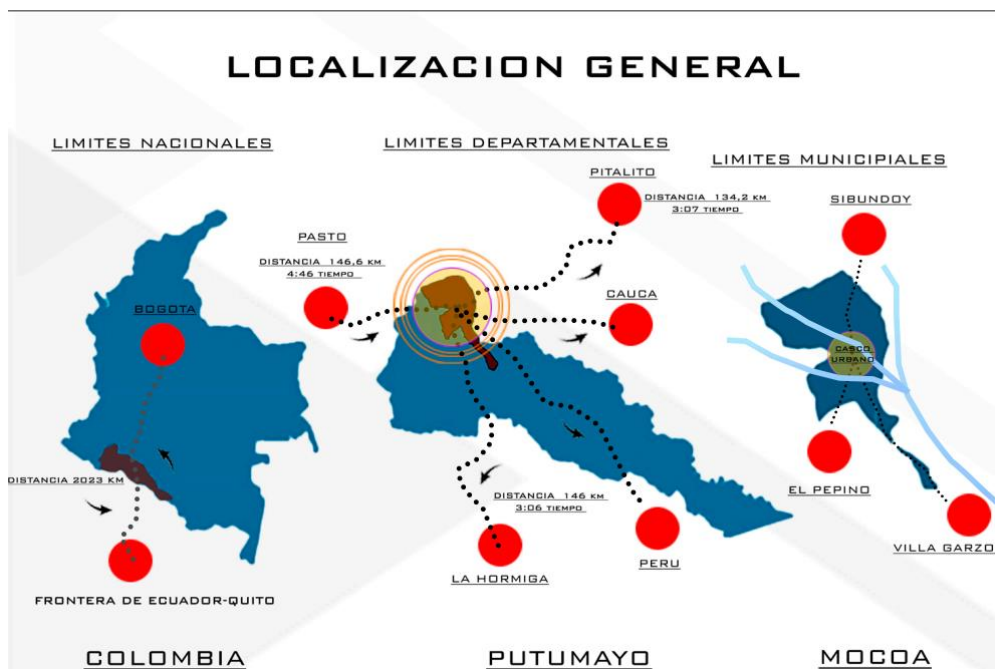 LOCALIZACION GENERAL
LIMITES NACIONALES
BOGOTA
DISTANCIA 2023 KM
FRONTERA DE ECUADOR-QUITO
COLOMBIA
LIMITES DEPARTAMENTALES
PITALITO
DISTANCIA 134,2 KM
3:07 TIEMPO
PASTO
DISTANCIA 146,6 KM
4:46 TIEMPO
CAUCA
DISTANCIA 146 KM
3:06 TIEMPO
LA HORMIGA
PERU
PUTUMAYO
LIMITES MUNICIPIALES
SIBUNDOY
CASCO
URBANO
EL PEPINO
VILLA GARZO
MOCOA